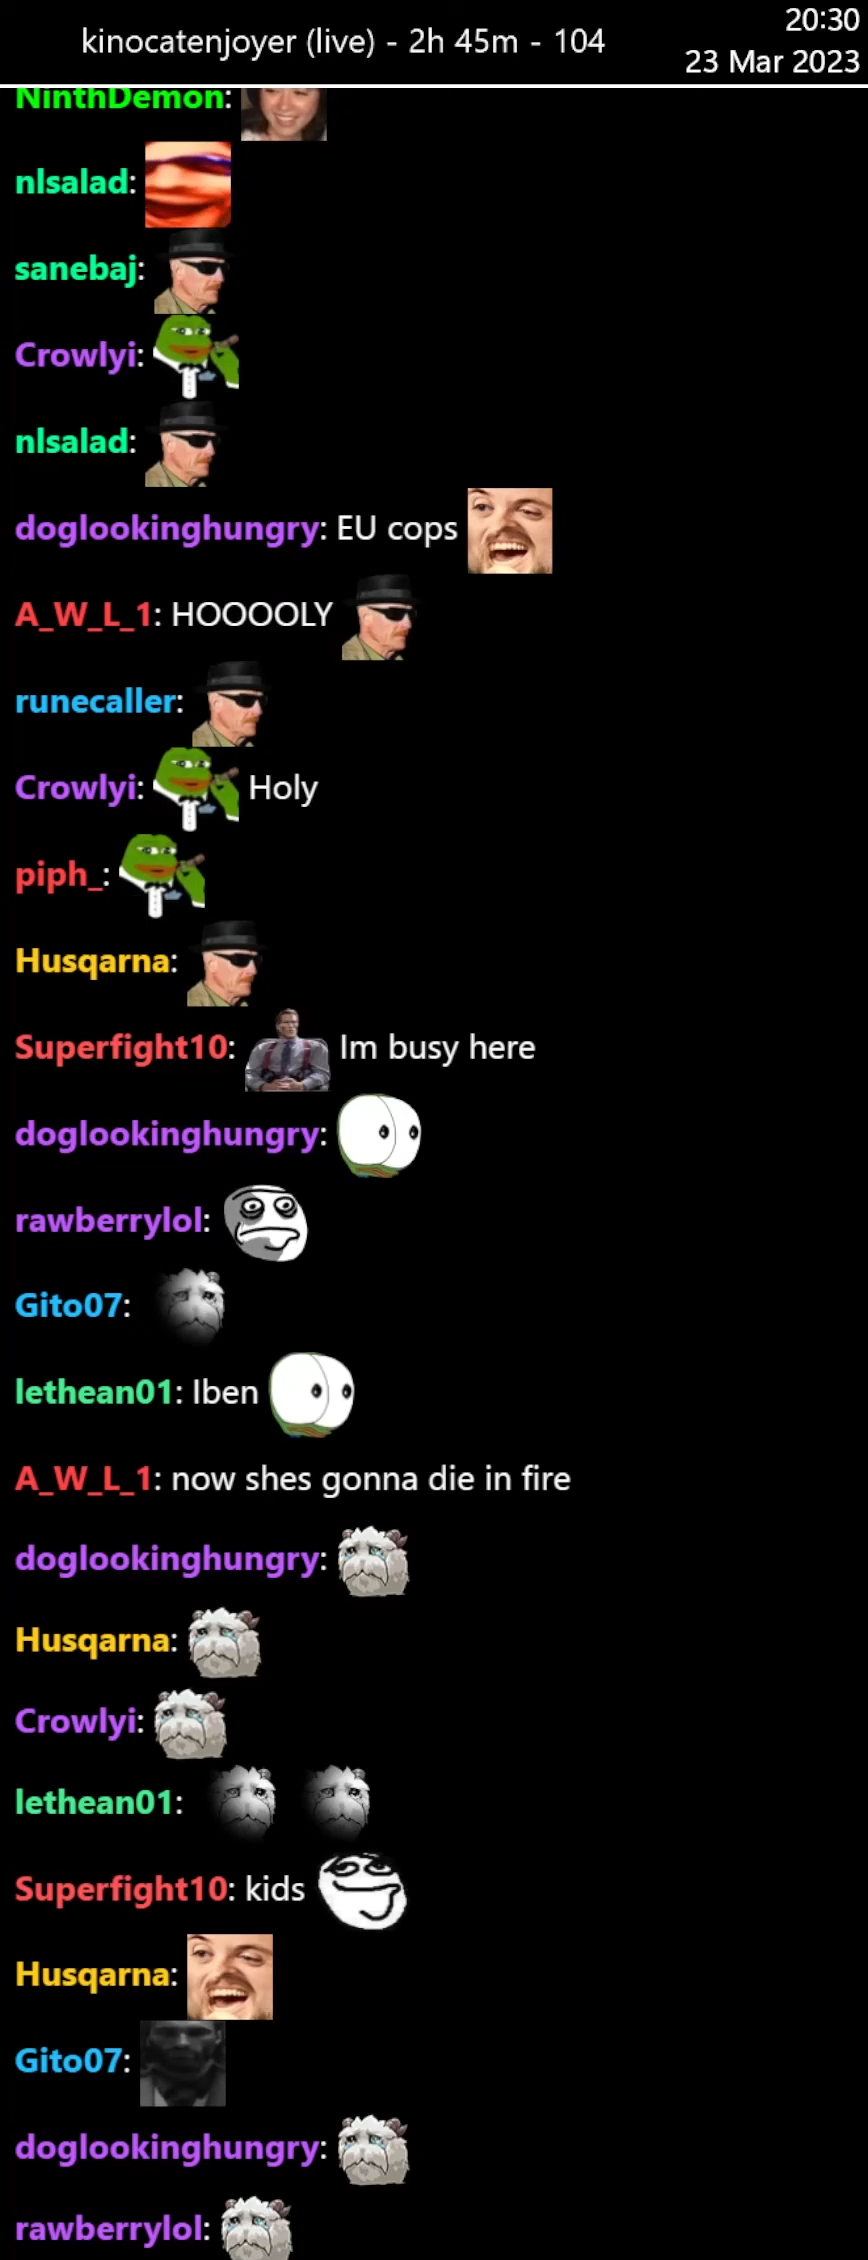 kinocatenjoyer (live) - 2h 45m - 104
20:30
23 Mar 2023
NinthDemon:
nlsalad:
sanebaj:
Crowlyi:
nlsalad:
doglookinghungry: EU cops
A_W_L_1: HOOOOLY
runecaller:
Crowlyi: Holy
piph_:
Husqarna:
Superfight10: Im busy here
doglookinghungry:
rawberrylol:
Gito07:
lethean01: Iben
A_W_L_1: now shes gonna die in fire
doglookinghungry:
Husqarna:
Crowlyi:
lethean01:
Superfight10: kids
Husqarna:
Gito07:
doglookinghungry:
rawberrylol: